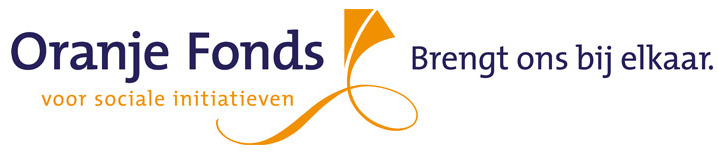 Oranje Fonds
voor sociale initiatieven
Brengt ons bij elkaar.